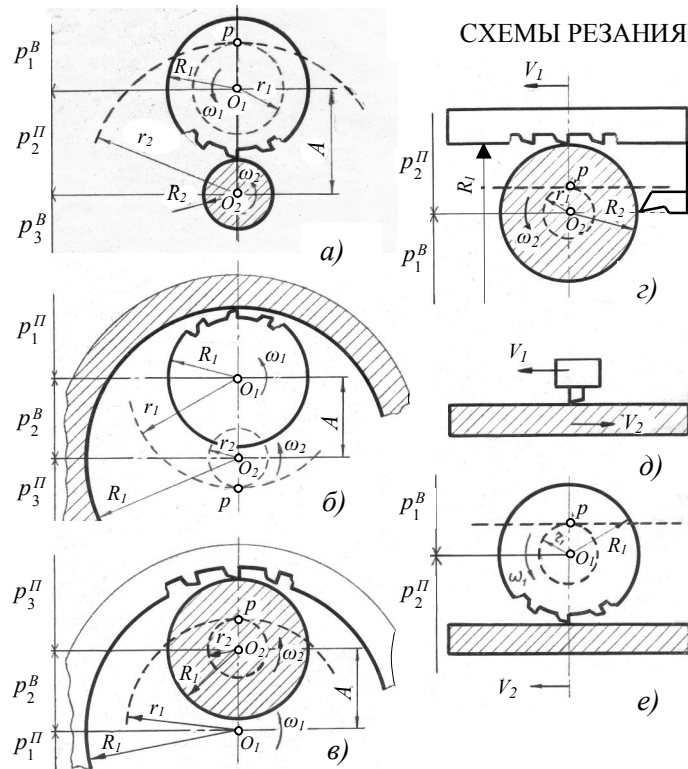 СХЕМЫ РЕЗАНИЯ
p₁ᴮ
p₂ᴾ
p₃ᴮ
p
R₁
r₁
ω₁
O₁
r₂
A
R₂
ω₂
O₂
а)
p₁ᴾ
p₂ᴮ
p₃ᴾ
R₁
ω₁
O₁
r₁
A
r₂
ω₂
O₂
R₁
p
б)
p₃ᴾ
p₂ᴮ
p₁ᴾ
p
r₂
O₂
ω₂
R₁
A
r₁
ω₁
R₁
O₁
в)
V₁
p₂ᴾ
p₁ᴮ
R₁
p
r₁
R₂
ω₂
O₂
г)
V₁
V₂
д)
p₁ᴮ
p₂ᴾ
p
r₁
R₁
ω₁
O₁
V₂
е)